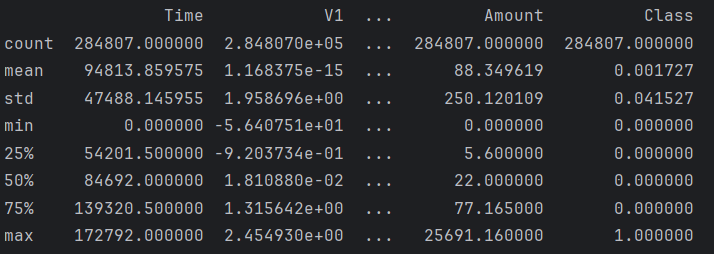 Time V1 ... Amount Class
count 284807.000000 2.848070e+05 ... 284807.000000 284807.000000
mean 94813.859575 1.168375e-15 ... 88.349619 0.001727
std 47488.145955 1.958696e+00 ... 250.120109 0.041527
min 0.000000 -5.640751e+01 ... 0.000000 0.000000
25% 54201.500000 -9.203734e-01 ... 5.600000 0.000000
50% 84692.000000 1.810880e-02 ... 22.000000 0.000000
75% 139320.500000 1.315642e+00 ... 77.165000 0.000000
max 172792.000000 2.454930e+00 ... 25691.160000 1.000000